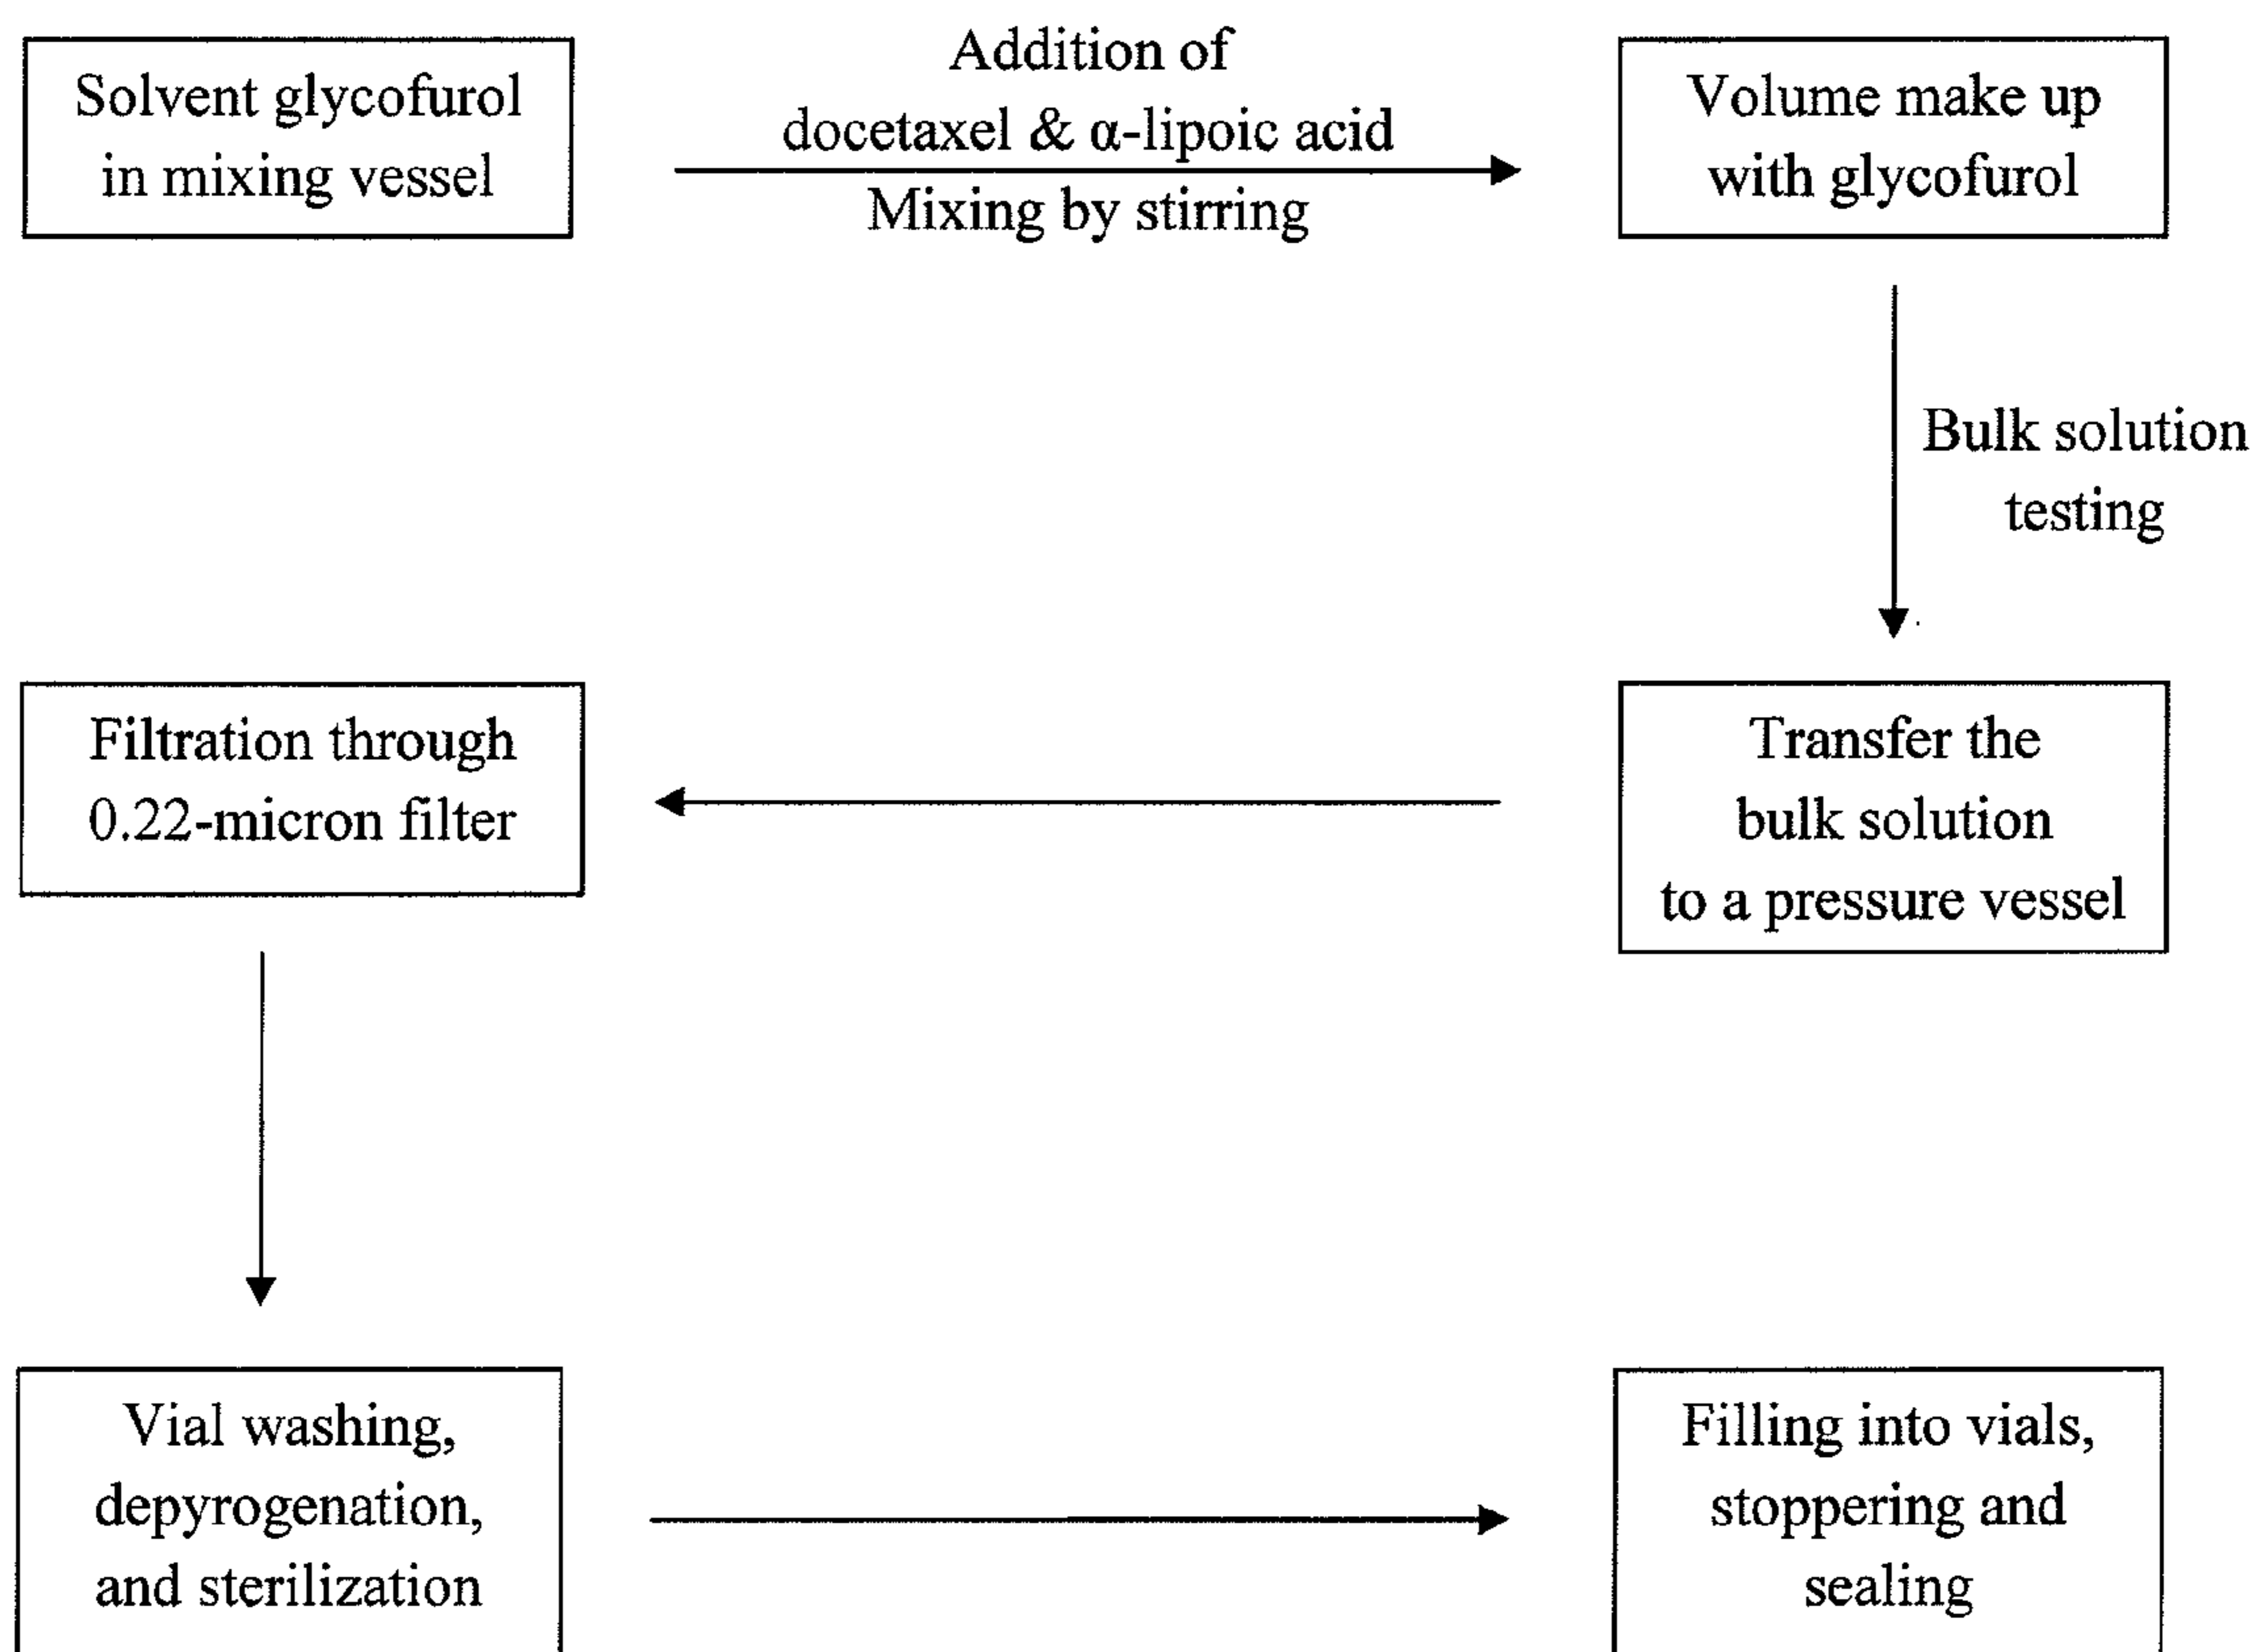 Solvent glycofurol
in mixing vessel
Addition of
docetaxel & α-lipoic acid
Mixing by stirring
Volume make up
with glycofurol
Bulk solution
testing
Transfer the
bulk solution
to a pressure vessel
Filtration through
0.22-micron filter
Vial washing,
depyrogenation,
and sterilization
Filling into vials,
stoppering and
sealing